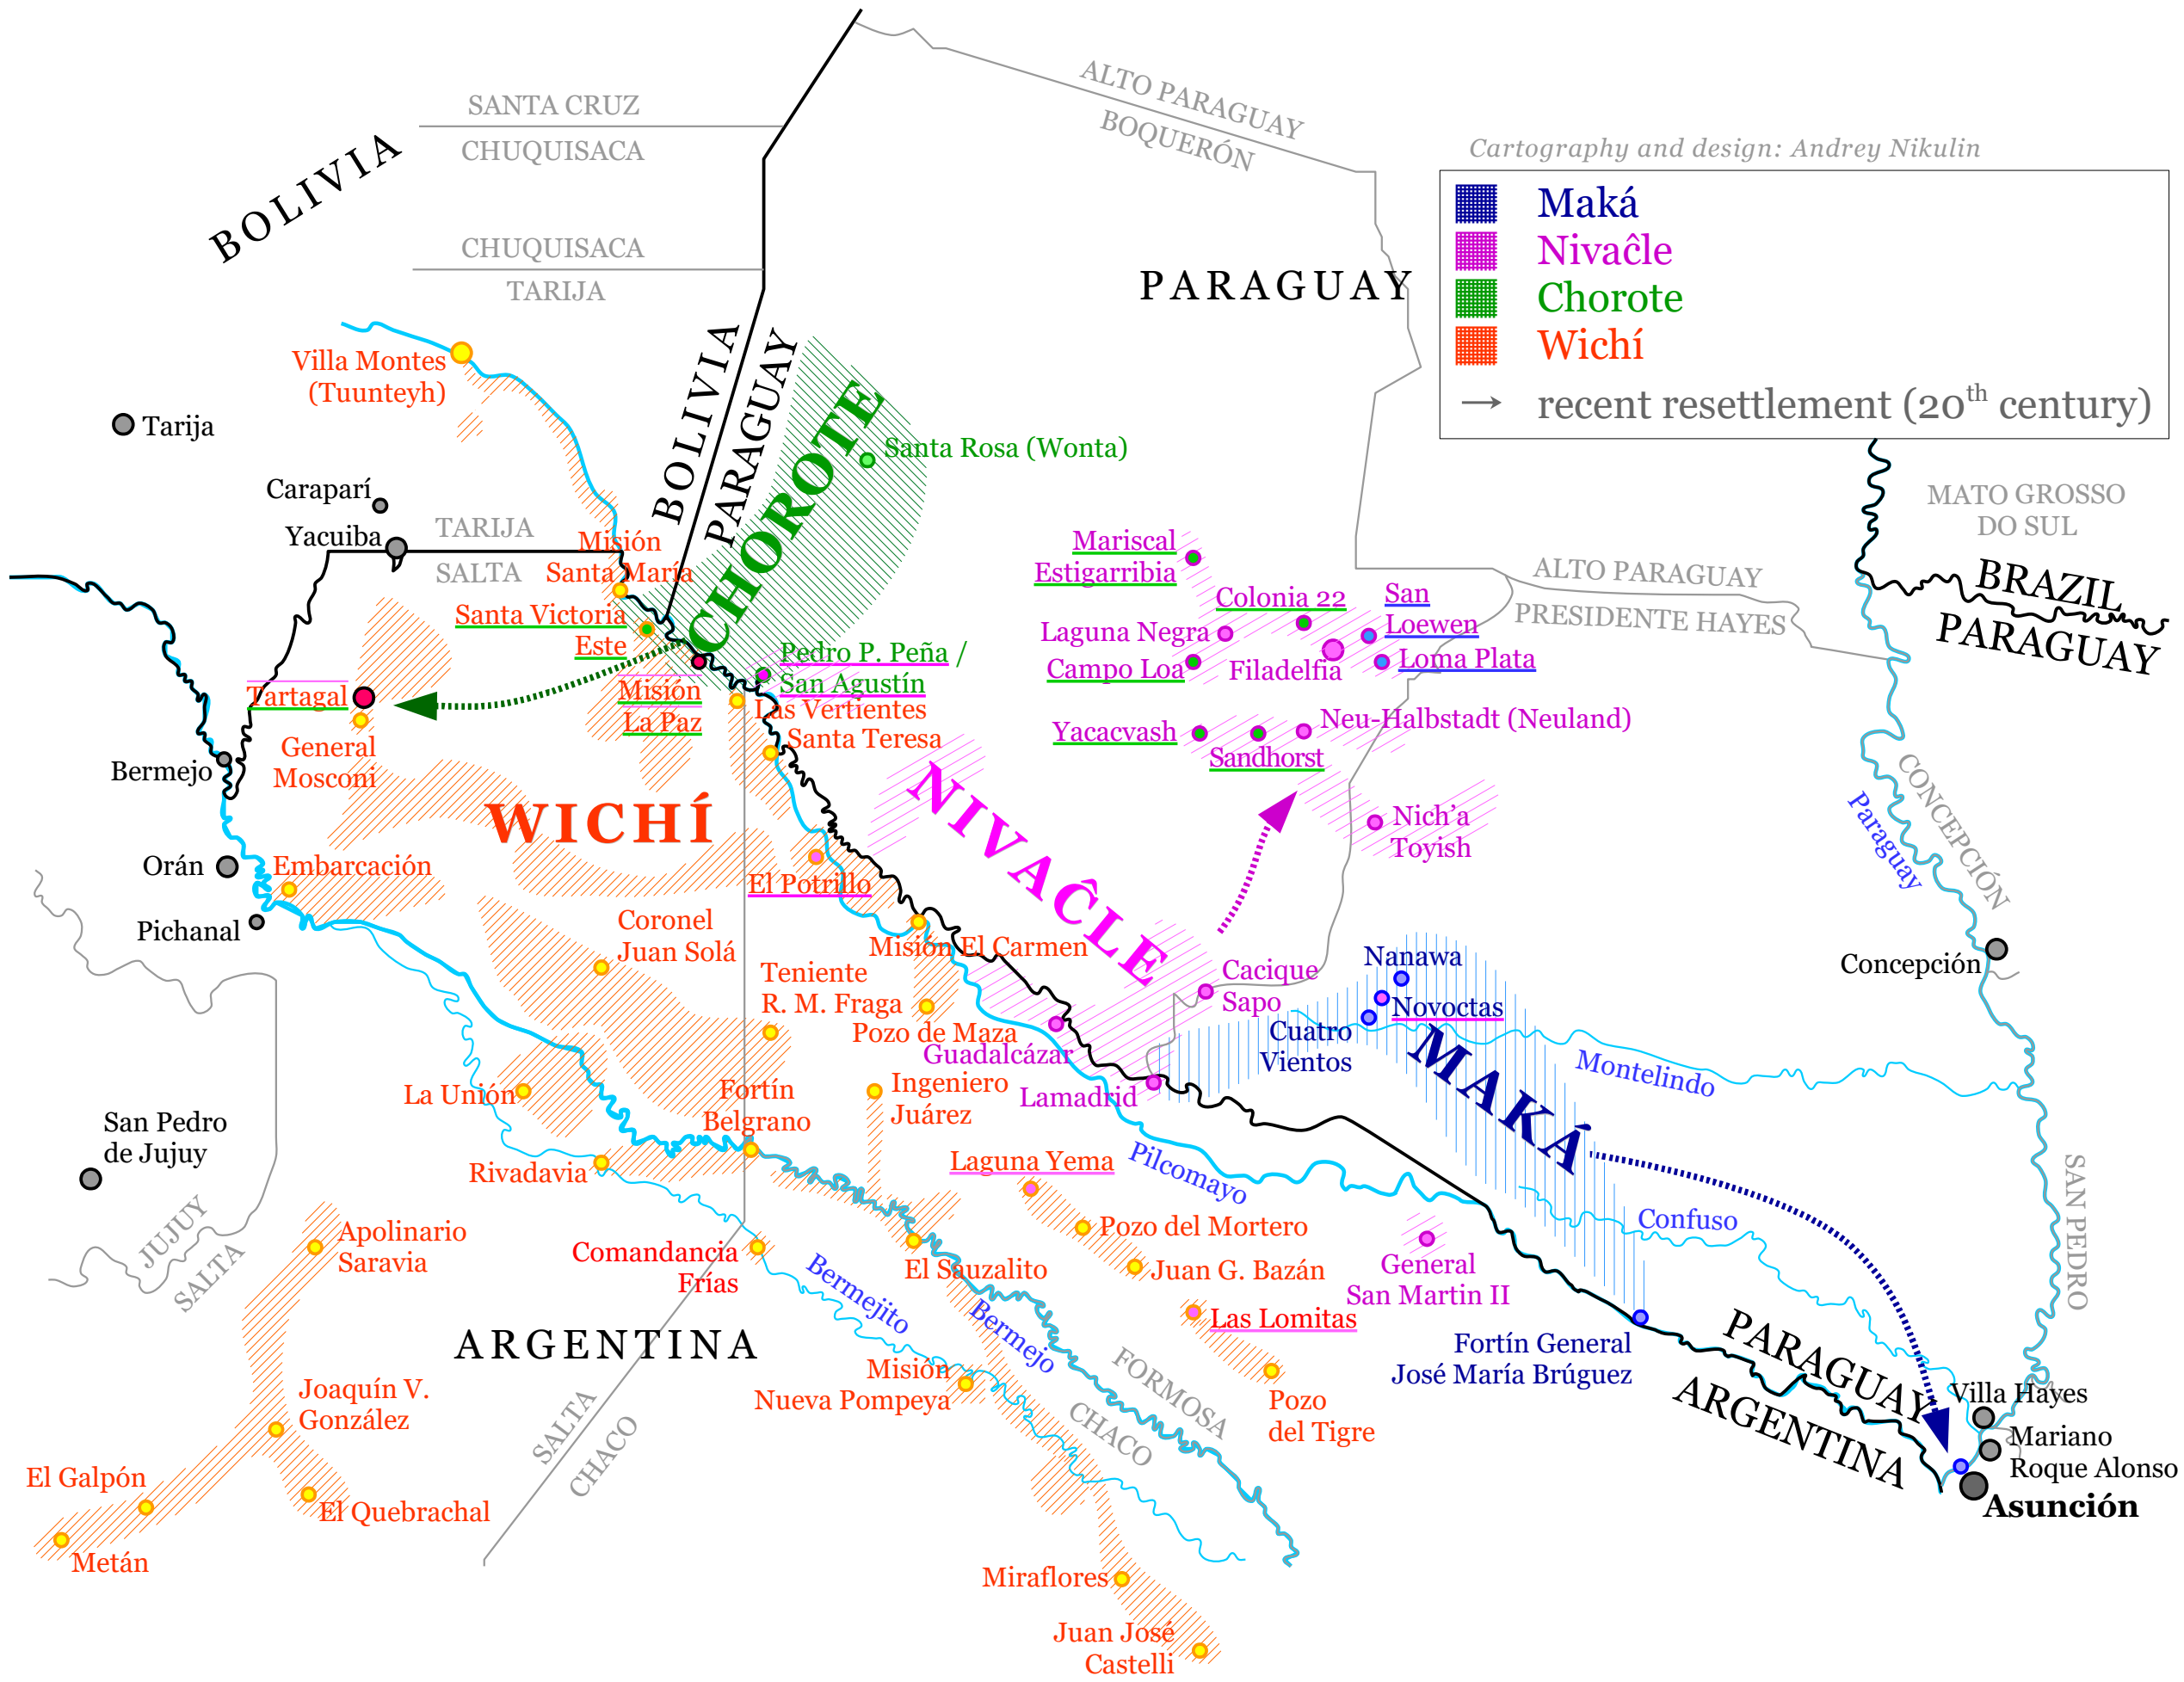 SANTA CRUZ
CHUQUISACA
BOLIVIA
CHUQUISACA
TARIJA
ALTO PARAGUAY
BOQUERÓN
PARAGUAY
Cartography and design: Andrey Nikulin
Maká
Nivaĉle
Chorote
Wichí
recent resettlement (20th century)
Villa Montes
(Tuunteyh)
Tarija
Caraparí
Yacuiba
TARIJA
SALTA
BOLIVIA
PARAGUAY
CHOROTE
Santa Rosa (Wonta)
Misión
Santa María
Santa Victoria
Este
Pedro P. Peña /
San Agustín
Misión
La Paz
Las Vertientes
Santa Teresa
Tartagal
General
Mosconi
Bermejo
Orán
Embarcación
Pichanal
WICHÍ
El Potrillo
NIVAĈLE
Mariscal
Estigarribia
Colonia 22
San
Loewen
Laguna Negra
Campo Loa
Filadelfia
Loma Plata
Yacacvash
Sandhorst
Neu-Halbstadt (Neuland)
Nich’a
Toyish
ALTO PARAGUAY
PRESIDENTE HAYES
MATO GROSSO
DO SUL
BRAZIL
PARAGUAY
Paraguay
CONCEPCIÓN
Concepción
Coronel
Juan Solá
Misión El Carmen
Teniente
R. M. Fraga
Pozo de Maza
Cacique
Sapo
Guadalcázar
Lamadrid
Nanawa
Novoctas
Cuatro
Vientos
MAKÁ
Montelindo
La Unión
Fortín
Belgrano
Ingeniero
Juárez
Rivadavia
Laguna Yema
Pilcomayo
Pozo del Mortero
Juan G. Bazán
Confuso
SAN PEDRO
San Pedro
de Jujuy
JUJUY
SALTA
Apolinario
Saravia
Comandancia
Frías
Bermejito
El Sauzalito
Bermejo
Las Lomitas
General
San Martin II
Fortín General
José María Brúguez
PARAGUAY
ARGENTINA
ARGENTINA
Misión
Nueva Pompeya
FORMOSA
CHACO
Pozo
del Tigre
SALTA
CHACO
Joaquín V.
González
El Galpón
El Quebrachal
Metán
Villa Hayes
Mariano
Roque Alonso
Asunción
Miraflores
Juan José
Castelli